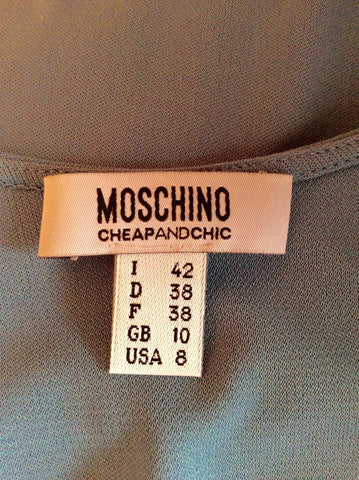 MOSCHINO
CHEAPANDCHIC
I 42
D 38
F 38
GB 10
USA 8